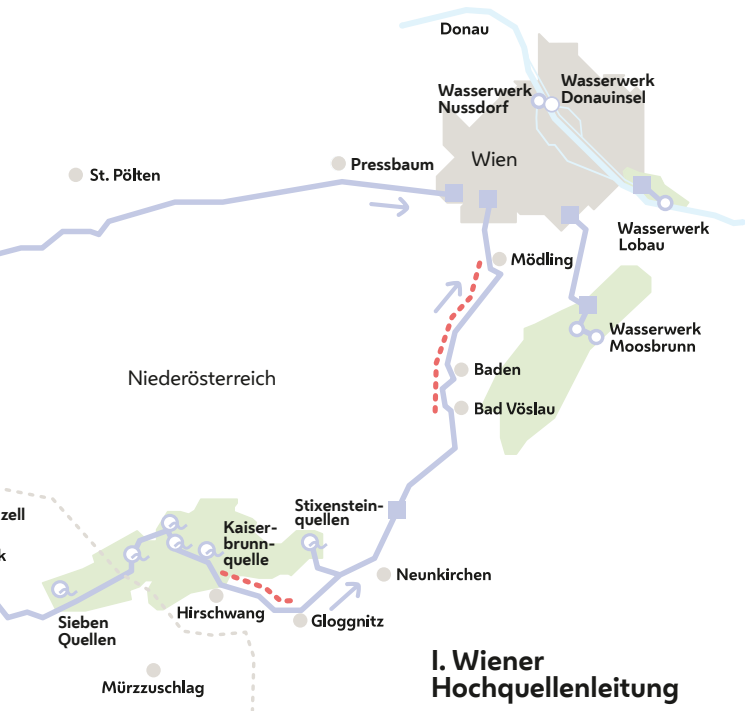 Donau
Wasserwerk
Donauinsel
Wasserwerk
Nussdorf
Wien
Pressbaum
St. Pölten
Wasserwerk
Lobau
Mödling
Wasserwerk
Moosbrunn
Baden
Niederösterreich
Bad Vöslau
Stixenstein-
quellen
zell
Kaiser-
brunn-
quelle
k
Neunkirchen
Hirschwang
Gloggnitz
Sieben
Quellen
Mürzzuschlag
I. Wiener
Hochquellenleitung